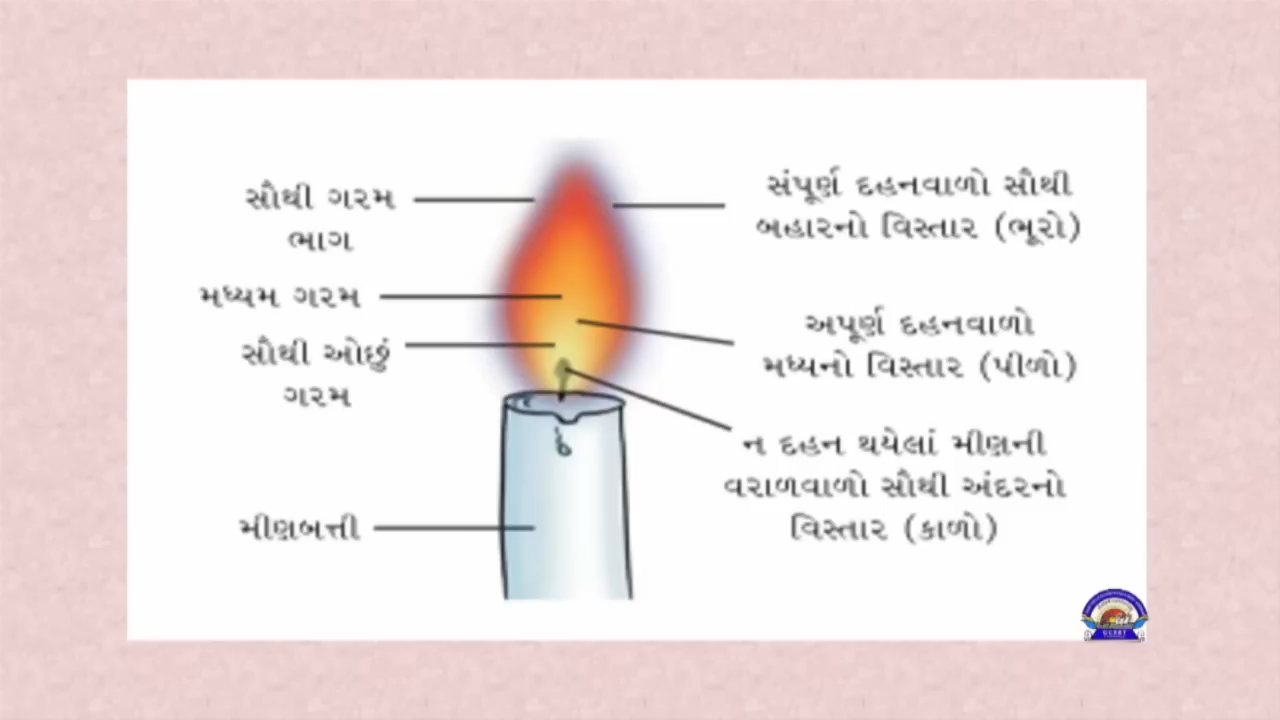 સૌથી ગરમ
ભાગ
મધ્યમ ગરમ
સૌથી ઓછું
ગરમ
મીણબત્તી
સંપૂર્ણ દહનવાળો સૌથી
બહારનો વિસ્તાર (ભૂરો)
અપૂર્ણ દહનવાળો
મધ્યનો વિસ્તાર (પીળો)
ન દહન થયેલાં મીણની
વરાળવાળો સૌથી અંદરનો
વિસ્તાર (કાળો)